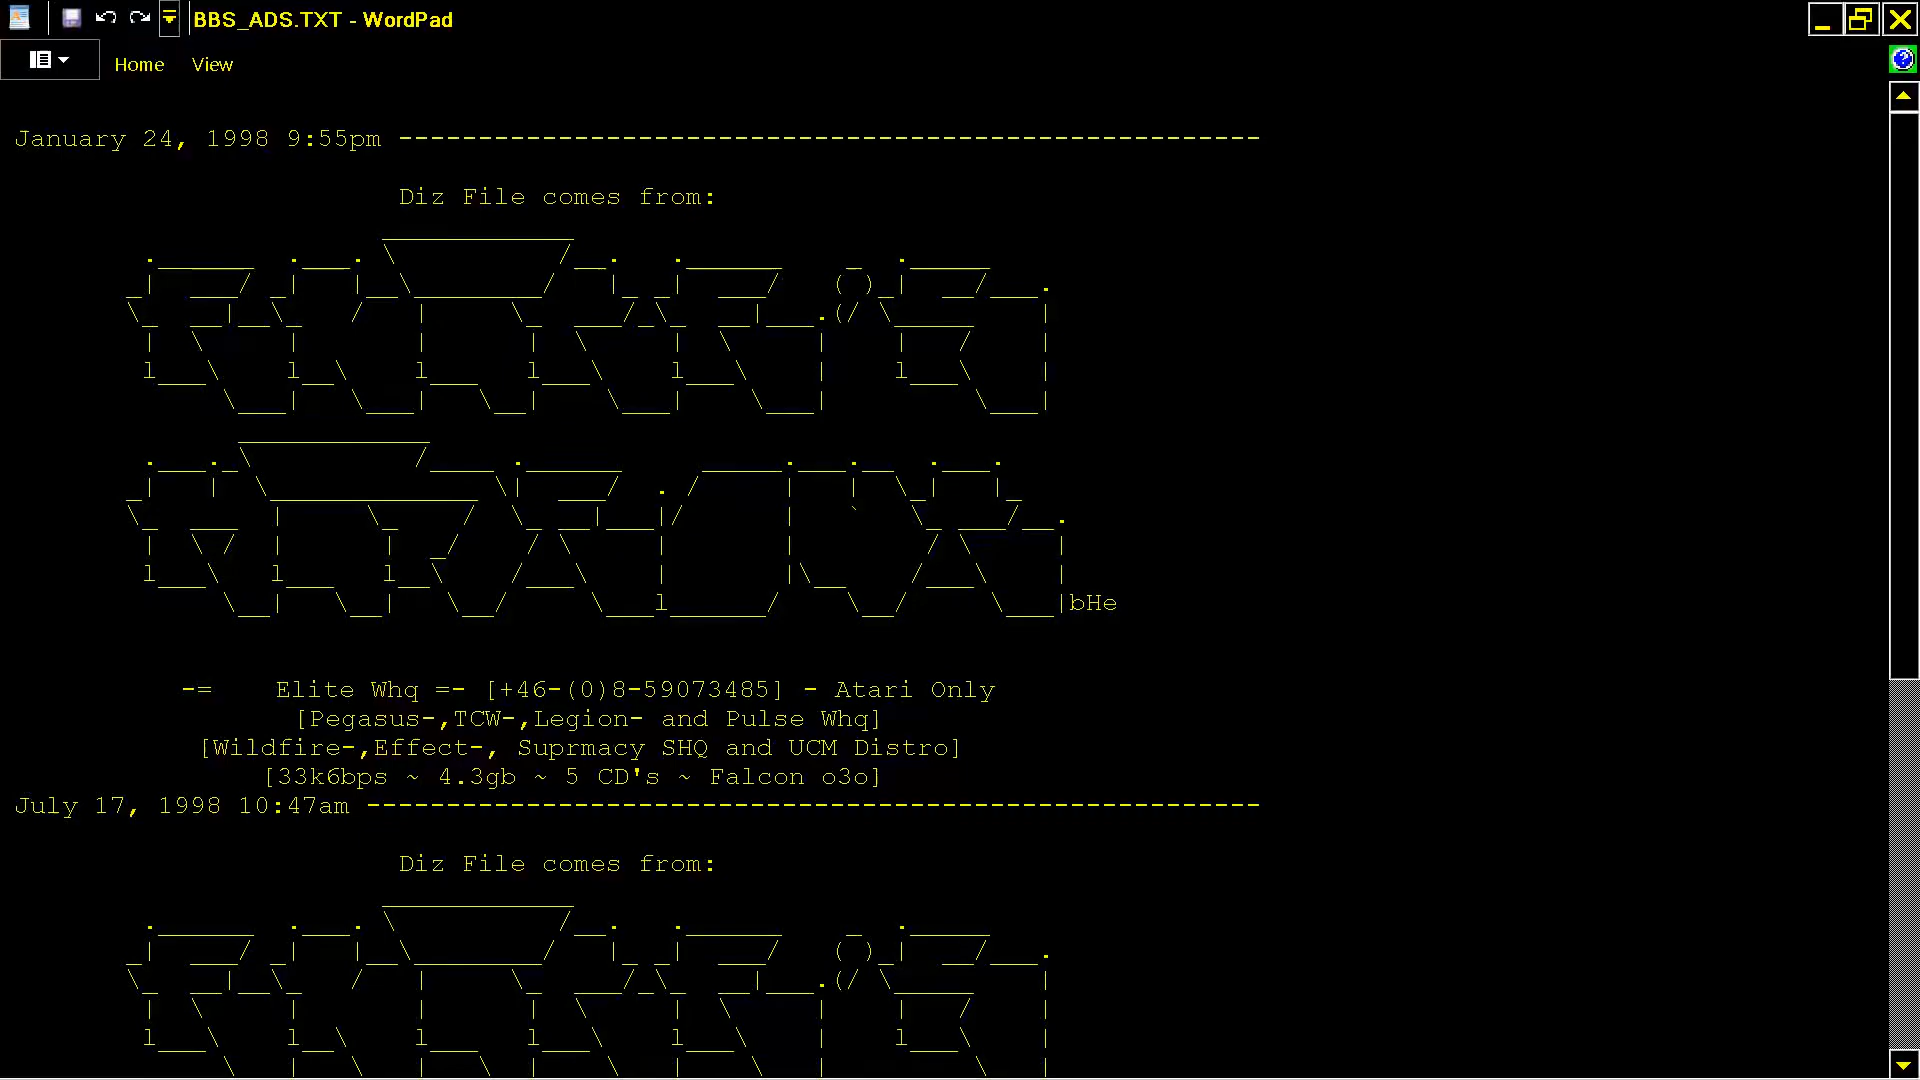 BBS_ADS.TXT - WordPad
Home View
January 24, 1998 9:55pm ------------------------------------------------------
Diz File comes from:
bHe
-= Elite Whq =- [+46-(0)8-59073485] - Atari Only
[Pegasus-,TCW-,Legion- and Pulse Whq]
[Wildfire-,Effect-, Suprmacy SHQ and UCM Distro]
[33k6bps ~ 4.3gb ~ 5 CD's ~ Falcon o3o]
July 17, 1998 10:47am --------------------------------------------------------
Diz File comes from: